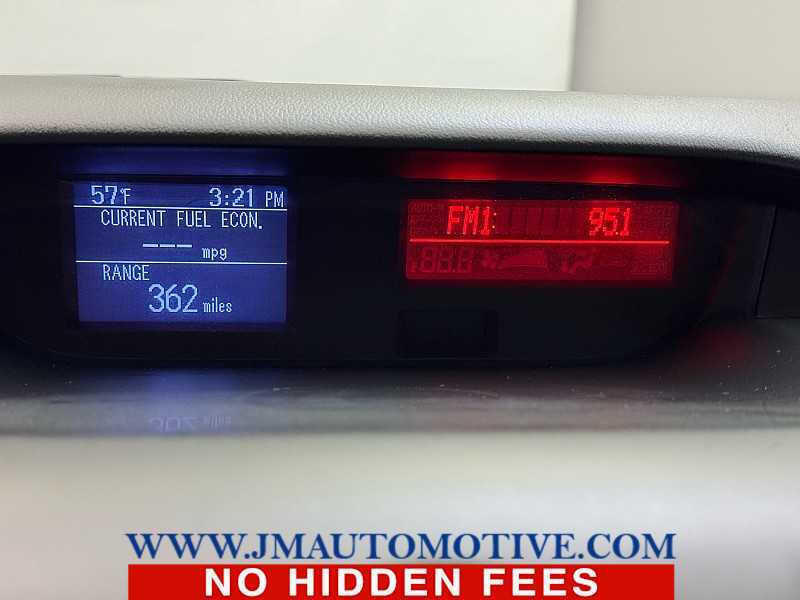 57°F 3:21 PM
CURRENT FUEL ECON.
--- mpg
RANGE
362 miles
FM1 95.1
WWW.JMAUTOMOTIVE.COM
NO HIDDEN FEES